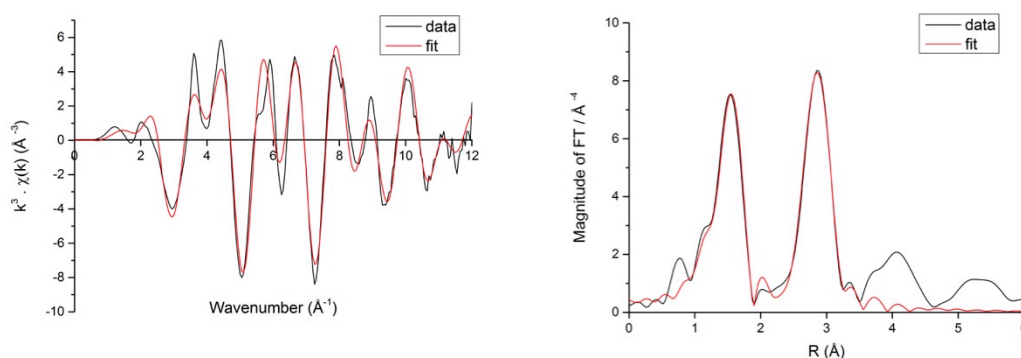 data
fit
6
4
2
0
-2
-4
-6
-8
-10
0 2 4 6 8 10 12
k³ . χ(k) (Å ⁻³)
Wavenumber (Å⁻¹)
data
fit
10
8
6
4
2
0
0 1 2 3 4 5
Magnitude of FT / Å ⁻⁴
R (Å)